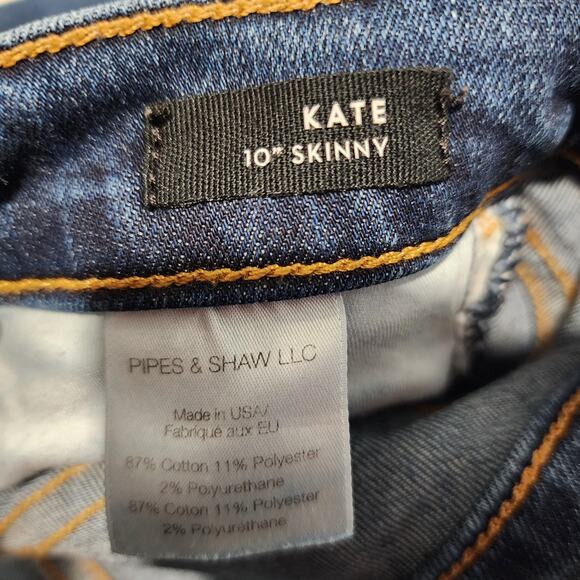 KATE
10" SKINNY
PIPES & SHAW LLC
Made in USA/
Fabriqué aux EU
87% Cotton 11% Polyester
2% Polyurethane
87% Coton 11% Polyester
2% Polyurethane